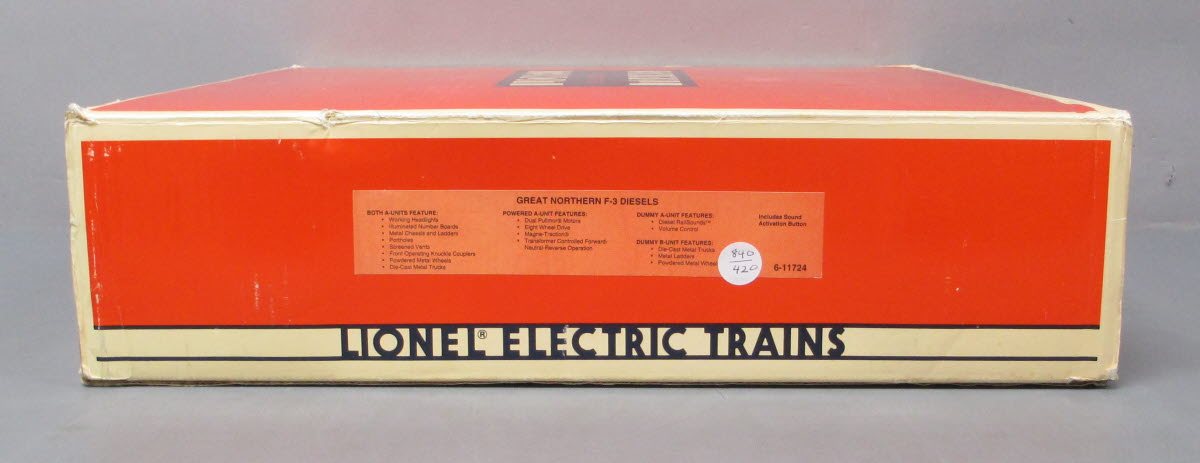 GREAT NORTHERN F-3 DIESELS
BOTH A-UNITS FEATURE:
• Working Headlights
• Illuminated Number Boards
• Metal Chassis and Ladders
• Portholes
• Screened Vents
• Front Operating Knuckle Couplers
• Powdered Metal Wheels
• Die-Cast Metal Trucks
POWERED A-UNIT FEATURES:
• Dual Pullmor® Motors
• Eight Wheel Drive
• Magne-Traction®
• Transformer Controlled Forward-
Neutral-Reverse Operation
DUMMY A-UNIT FEATURES:
• Diesel RailSounds™
• Volume Control
DUMMY B-UNIT FEATURES:
• Die-Cast Metal Trucks
• Metal Ladders
• Powdered Metal Wheel
Includes Sound
Activation Button
840
420
6-11724
LIONEL® ELECTRIC TRAINS